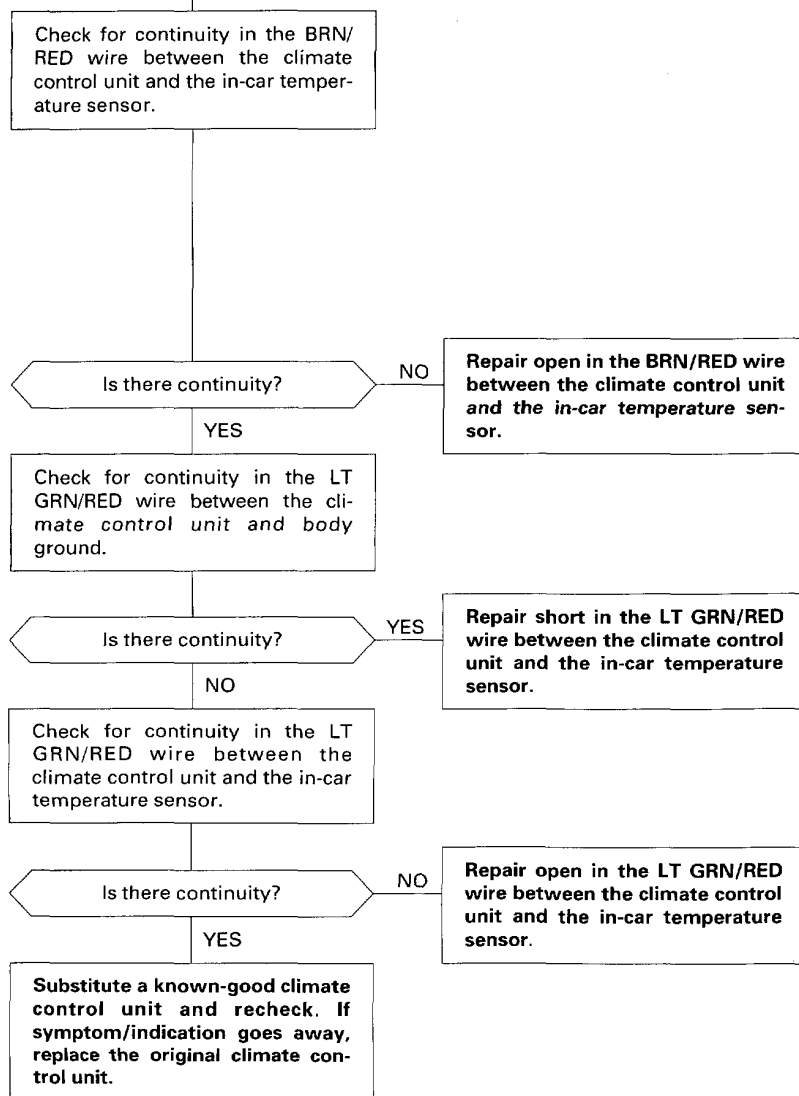 Check for continuity in the BRN/
RED wire between the climate
control unit and the in-car temper-
ature sensor.
Is there continuity?
NO
Repair open in the BRN/RED wire
between the climate control unit
and the in-car temperature sen-
sor.
YES
Check for continuity in the LT
GRN/RED wire between the cli-
mate control unit and body
ground.
Is there continuity?
YES
Repair short in the LT GRN/RED
wire between the climate control
unit and the in-car temperature
sensor.
NO
Check for continuity in the LT
GRN/RED wire between the
climate control unit and the in-car
temperature sensor.
Is there continuity?
NO
Repair open in the LT GRN/RED
wire between the climate control
unit and the in-car temperature
sensor.
YES
Substitute a known-good climate
control unit and recheck. If
symptom/indication goes away,
replace the original climate con-
trol unit.